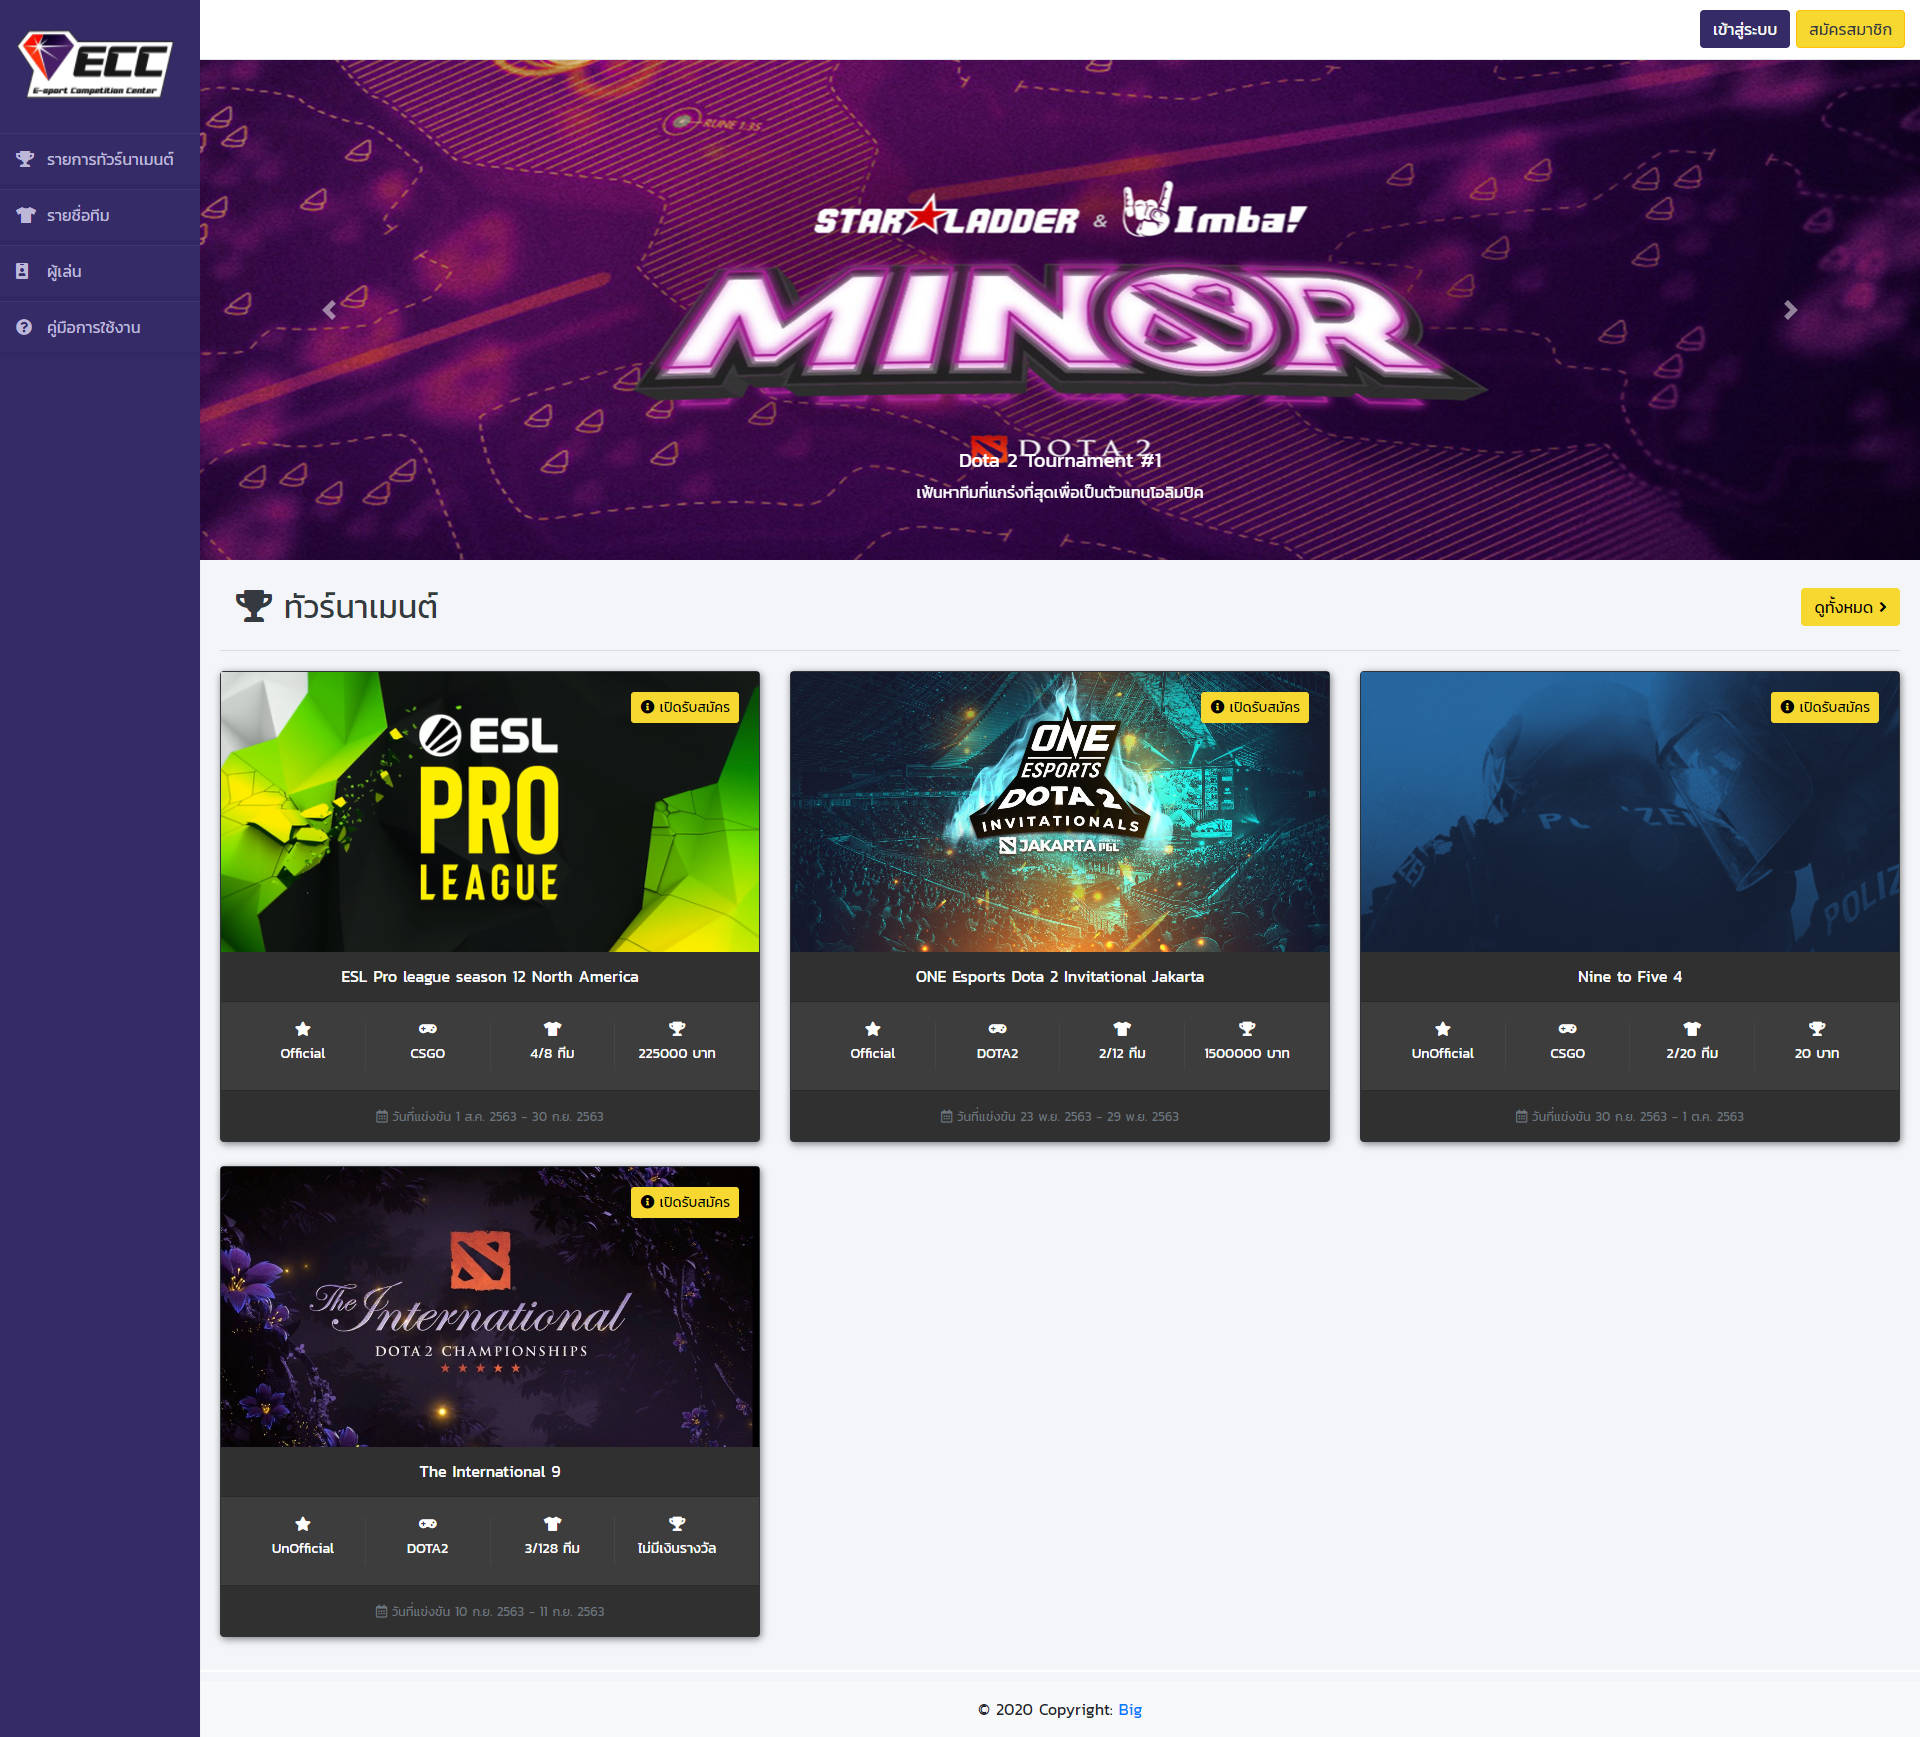 ECC
E-sport Competition Center
เข้าสู่ระบบ
สมัครสมาชิก
รายการทัวร์นาเมนต์
รายชื่อทีม
ผู้เล่น
คู่มือการใช้งาน
RUNE 1:35
STAR LADDER & Imba!
MINOR
DOTA 2
Dota 2 Tournament #1
เฟ้นหาทีมที่แกร่งที่สุดเพื่อเป็นตัวแทนโอลิมปิค
ทัวร์นาเมนต์
ดูทั้งหมด
เปิดรับสมัคร
ESL
PRO
LEAGUE
ESL Pro league season 12 North America
Official CSGO 4/8 ทีม 225000 บาท
วันที่แข่งขัน 1 ส.ค. 2563 - 30 ก.ย. 2563
เปิดรับสมัคร
ONE
ESPORTS
DOTA 2
INVITATIONALS
JAKARTA PGL
ONE Esports Dota 2 Invitational Jakarta
Official DOTA2 2/12 ทีม 1500000 บาท
วันที่แข่งขัน 23 พ.ย. 2563 - 29 พ.ย. 2563
เปิดรับสมัคร
POLIZ
Nine to Five 4
UnOfficial CSGO 2/20 ทีม 20 บาท
วันที่แข่งขัน 30 ก.ย. 2563 - 1 ต.ค. 2563
เปิดรับสมัคร
The International
DOTA 2 CHAMPIONSHIPS
The International 9
UnOfficial DOTA2 3/128 ทีม ไม่มีเงินรางวัล
วันที่แข่งขัน 10 ก.ย. 2563 - 11 ก.ย. 2563
© 2020 Copyright: Big